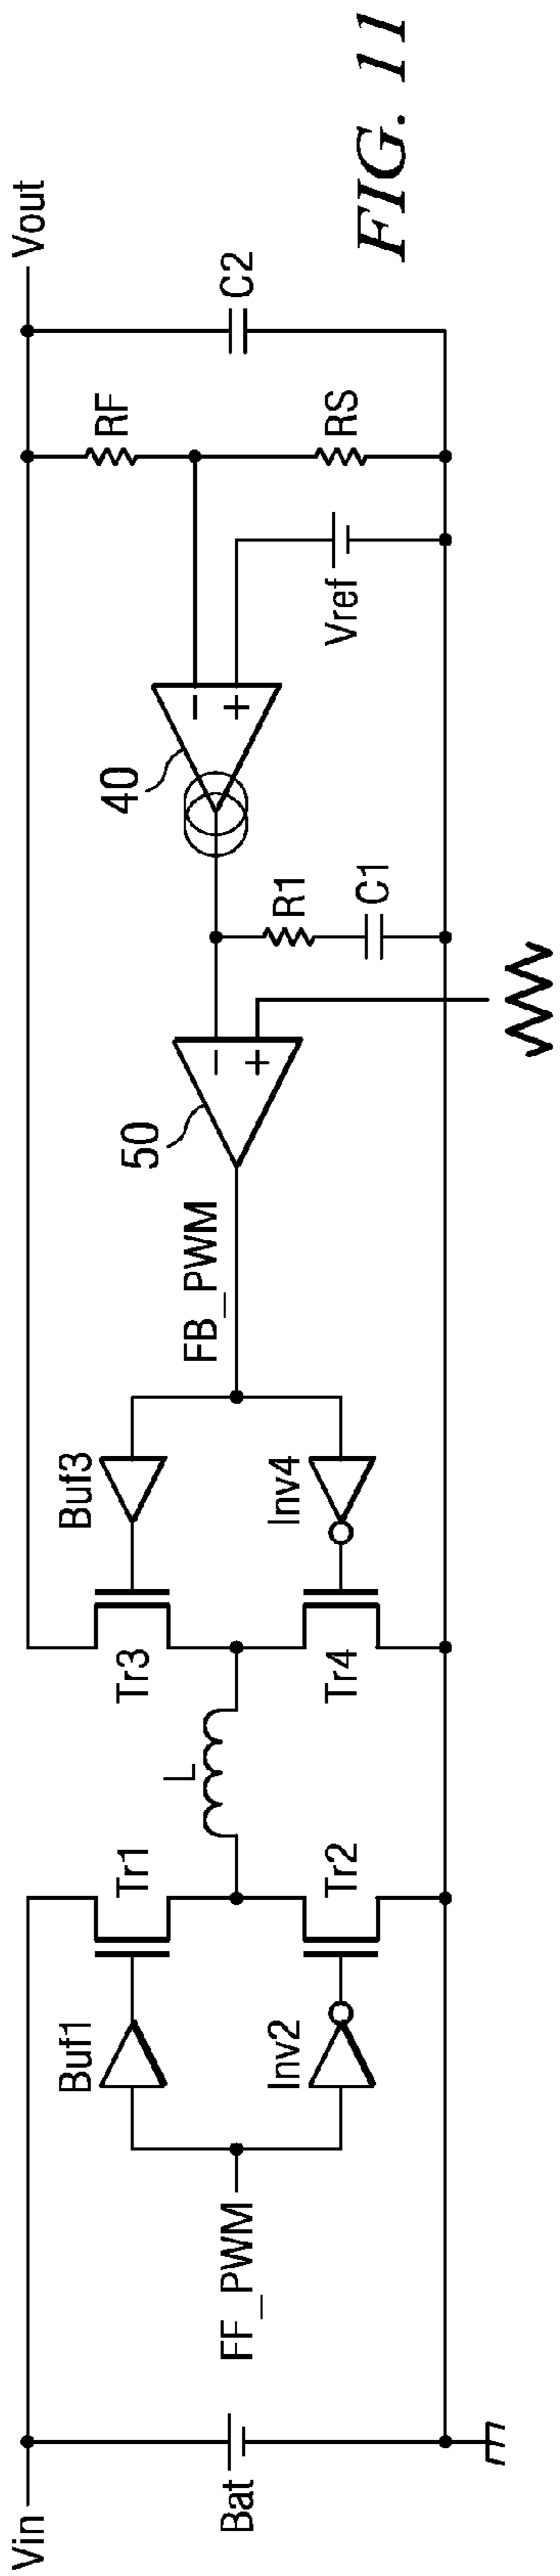 Vin
Bat
FF_PWM
Buf1
Inv2
Tr1
Tr2
L
Tr3
Tr4
Buf3
Inv4
FB_PWM
50
−
+
R1
C1
40
−
+
Vref
RF
RS
C2
Vout
FIG. 11